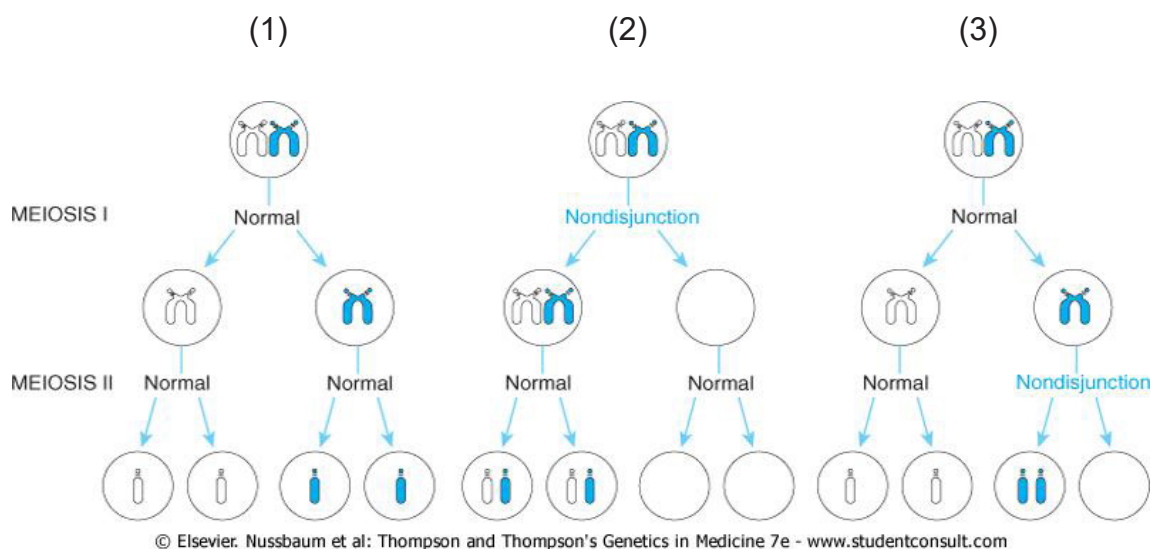 (1) (2) (3)
MEIOSIS I Normal Nondisjunction Normal
MEIOSIS II Normal Normal Normal Normal Normal Nondisjunction
© Elsevier. Nussbaum et al: Thompson and Thompson's Genetics in Medicine 7e - www.studentconsult.com